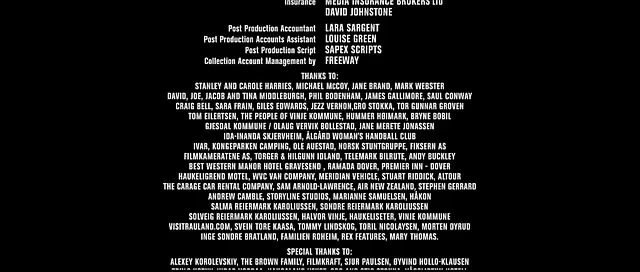 Insurance MEDIA INSURANCE BROKERS LTD
DAVID JOHNSTONE
Post Production Accountant LARA SARGENT
Post Production Accounts Assistant LOUISE GREEN
Post Production Script SAPEX SCRIPTS
Collection Account Management by FREEWAY
THANKS TO:
STANLEY AND CAROLE HARRIES, MICHAEL MCCOY, JANE BRAND, MARK WEBSTER
DAVID, JOE, JACOB AND TINA MIDDLEBURGH, PHIL BODENHAM, JAMES GALLIMORE, SAUL CONWAY
CRAIG BELL, SARA FRAIN, GILES EDWARDS, JEZZ VERNON,GRO STOKKA, TOR GUNNAR GROVEN
TOM EILERTSEN, THE PEOPLE OF VINJE KOMMUNE, HUMMER HØIMARK, BRYNE BOBIL
GJESDAL KOMMUNE / OLAUG VERVIK BOLLESTAD, JANE MERETE JONASSEN
IDA-INANDA SKJERVHEIM, ÅLGÅRD WOMAN'S HANDBALL CLUB
IVAR, KONGEPARKEN CAMPING, OLE AUESTAD, NORSK STUNTGRUPPE, FIKSERN AS
FILMKAMERATENE AS, TORGER & HILGUNN IDLAND, TELEMARK BILRUTE, ANDY BUCKLEY
BEST WESTERN MANOR HOTEL GRAVESEND , RAMADA DOVER, PREMIER INN - DOVER
HAUKELIGREND MOTEL, WVC VAN COMPANY, MERIDIAN VEHICLE, STUART RIDDICK, ALTOUR
THE CARAGE CAR RENTAL COMPANY, SAM ARNOLD-LAWRENCE, AIR NEW ZEALAND, STEPHEN GERRARD
ANDREW CAMBLE, STORYLINE STUDIOS, MARIANNE SAMUELSEN, HÅKON
SALMA REIERMARK KAROLIUSSEN, SONDRE REIERMARK KAROLIUSSEN
SOLVEIG REIERMARK KAROLIUSSEN, HALVOR VINJE, HAUKELISETER, VINJE KOMMUNE
VISITRAULAND.COM, SVEIN TORE KAASA, TOMMY LINDSKOG, TORIL NICOLAYSEN, MORTEN DYRUD
INGE SONDRE BRATLAND, FAMILIEN ROHEIM, REX FEATURES, MARY THOMAS.
SPECIAL THANKS TO:
ALEXEY KOROLEVSKIY, THE BROWN FAMILY, FILMKRAFT, SJUR PAULSEN, ØYVIND HOLLO-KLAUSEN